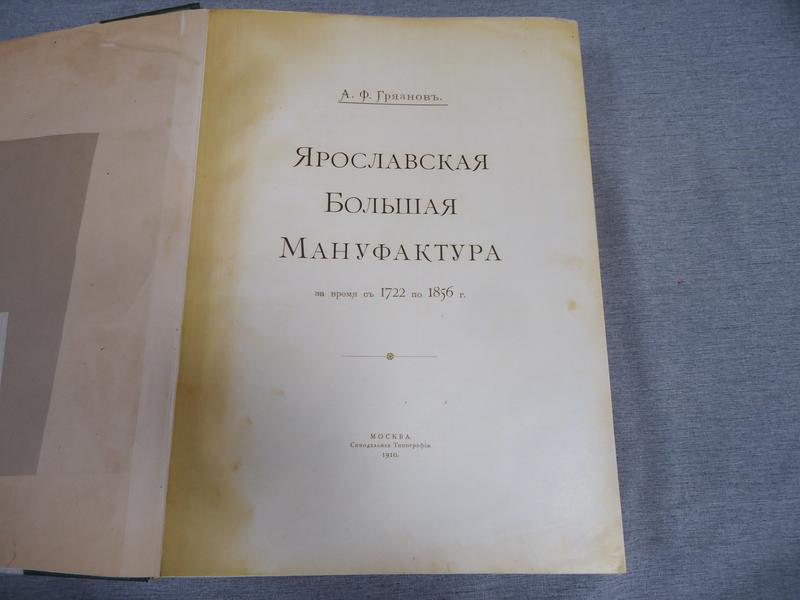 А. Ф. Грязновъ.
Ярославская
Большая
Мануфактура
за время съ 1722 по 1856 г.
МОСКВА.
Синодальная Типографія.
1910.